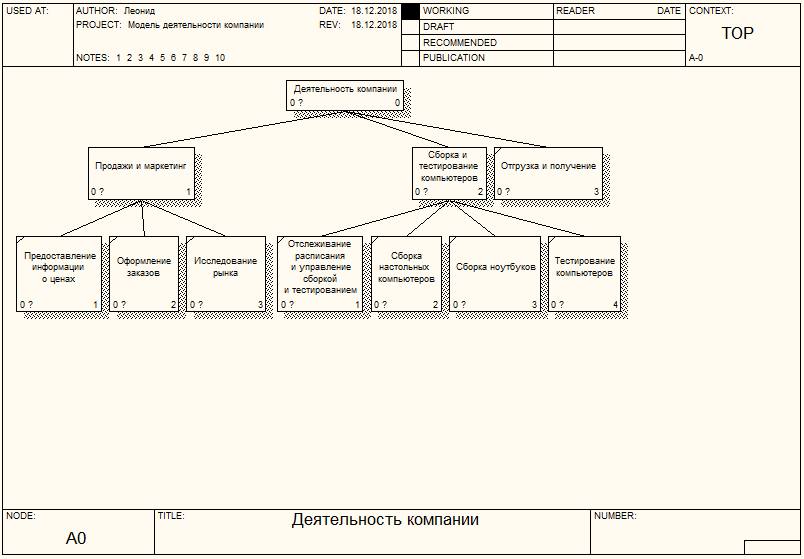 USED AT:
AUTHOR: Леонид
DATE: 18.12.2018
PROJECT: Модель деятельности компании
REV: 18.12.2018
NOTES: 1 2 3 4 5 6 7 8 9 10
WORKING
DRAFT
RECOMMENDED
PUBLICATION
READER
DATE
CONTEXT:
TOP
A-0
Деятельность компании
0 ? 0
Продажи и маркетинг
0 ? 1
Сборка и
тестирование
компьютеров
0 ? 2
Отгрузка и получение
0 ? 3
Предоставление
информации
о ценах
0 ? 1
Оформление
заказов
0 ? 2
Исследование
рынка
0 ? 3
Отслеживание
расписания
и управление
сборкой
и тестированием
0 ? 1
Сборка
настольных
компьютеров
0 ? 2
Сборка ноутбуков
0 ? 3
Тестирование
компьютеров
0 ? 4
NODE:
A0
TITLE:
Деятельность компании
NUMBER: